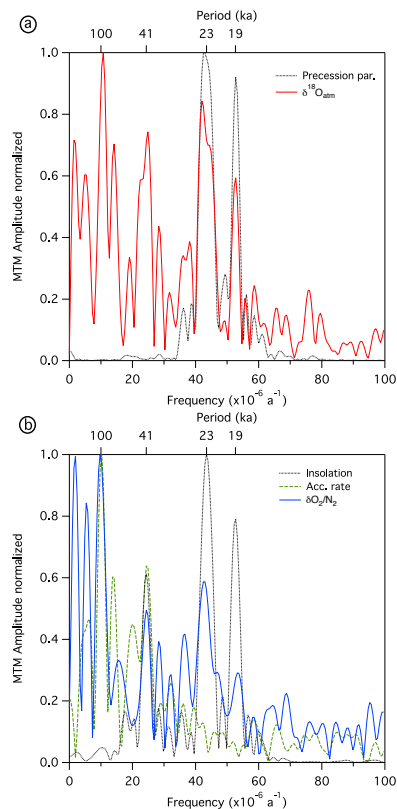 ⓐ
Period (ka)
100 41 23 19
Precession par.
δ¹⁸Oₐₜₘ
MTM Amplitude normalized
1.0
0.8
0.6
0.4
0.2
0.0
0 20 40 60 80 100
Frequency (x10⁻⁶ a⁻¹)
ⓑ
Period (ka)
100 41 23 19
Insolation
Acc. rate
δO₂/N₂
MTM Amplitude normalized
1.0
0.8
0.6
0.4
0.2
0.0
0 20 40 60 80 100
Frequency (x10⁻⁶ a⁻¹)